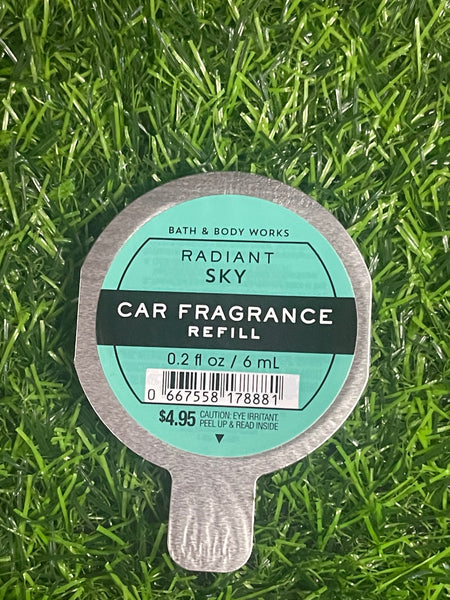 BATH & BODY WORKS
RADIANT
SKY
CAR FRAGRANCE
REFILL
0.2 fl oz / 6 mL
0 667558 178881
$4.95 CAUTION: EYE IRRITANT.
PEEL UP & READ INSIDE